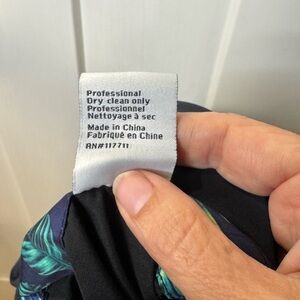 Professional
Dry clean only
Professionnel
Nettoyage à sec
Made in China
Fabriqué en Chine
RN#117711